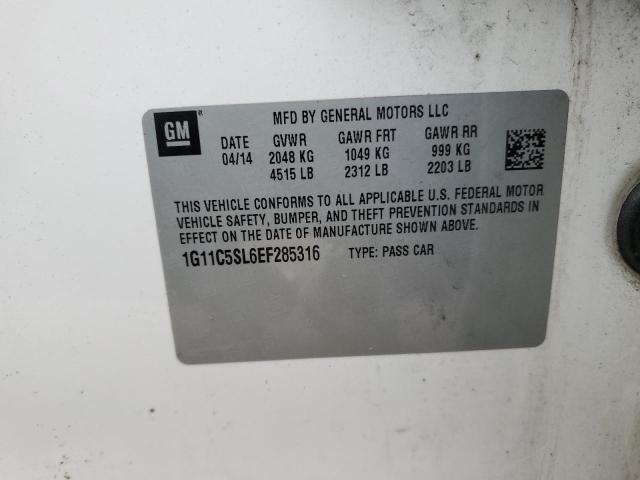 GM ®
MFD BY GENERAL MOTORS LLC
DATE GVWR GAWR FRT GAWR RR
04/14 2048 KG 1049 KG 999 KG
4515 LB 2312 LB 2203 LB
THIS VEHICLE CONFORMS TO ALL APPLICABLE U.S. FEDERAL MOTOR
VEHICLE SAFETY, BUMPER, AND THEFT PREVENTION STANDARDS IN
EFFECT ON THE DATE OF MANUFACTURE SHOWN ABOVE.
1G11C5SL6EF285316 TYPE: PASS CAR